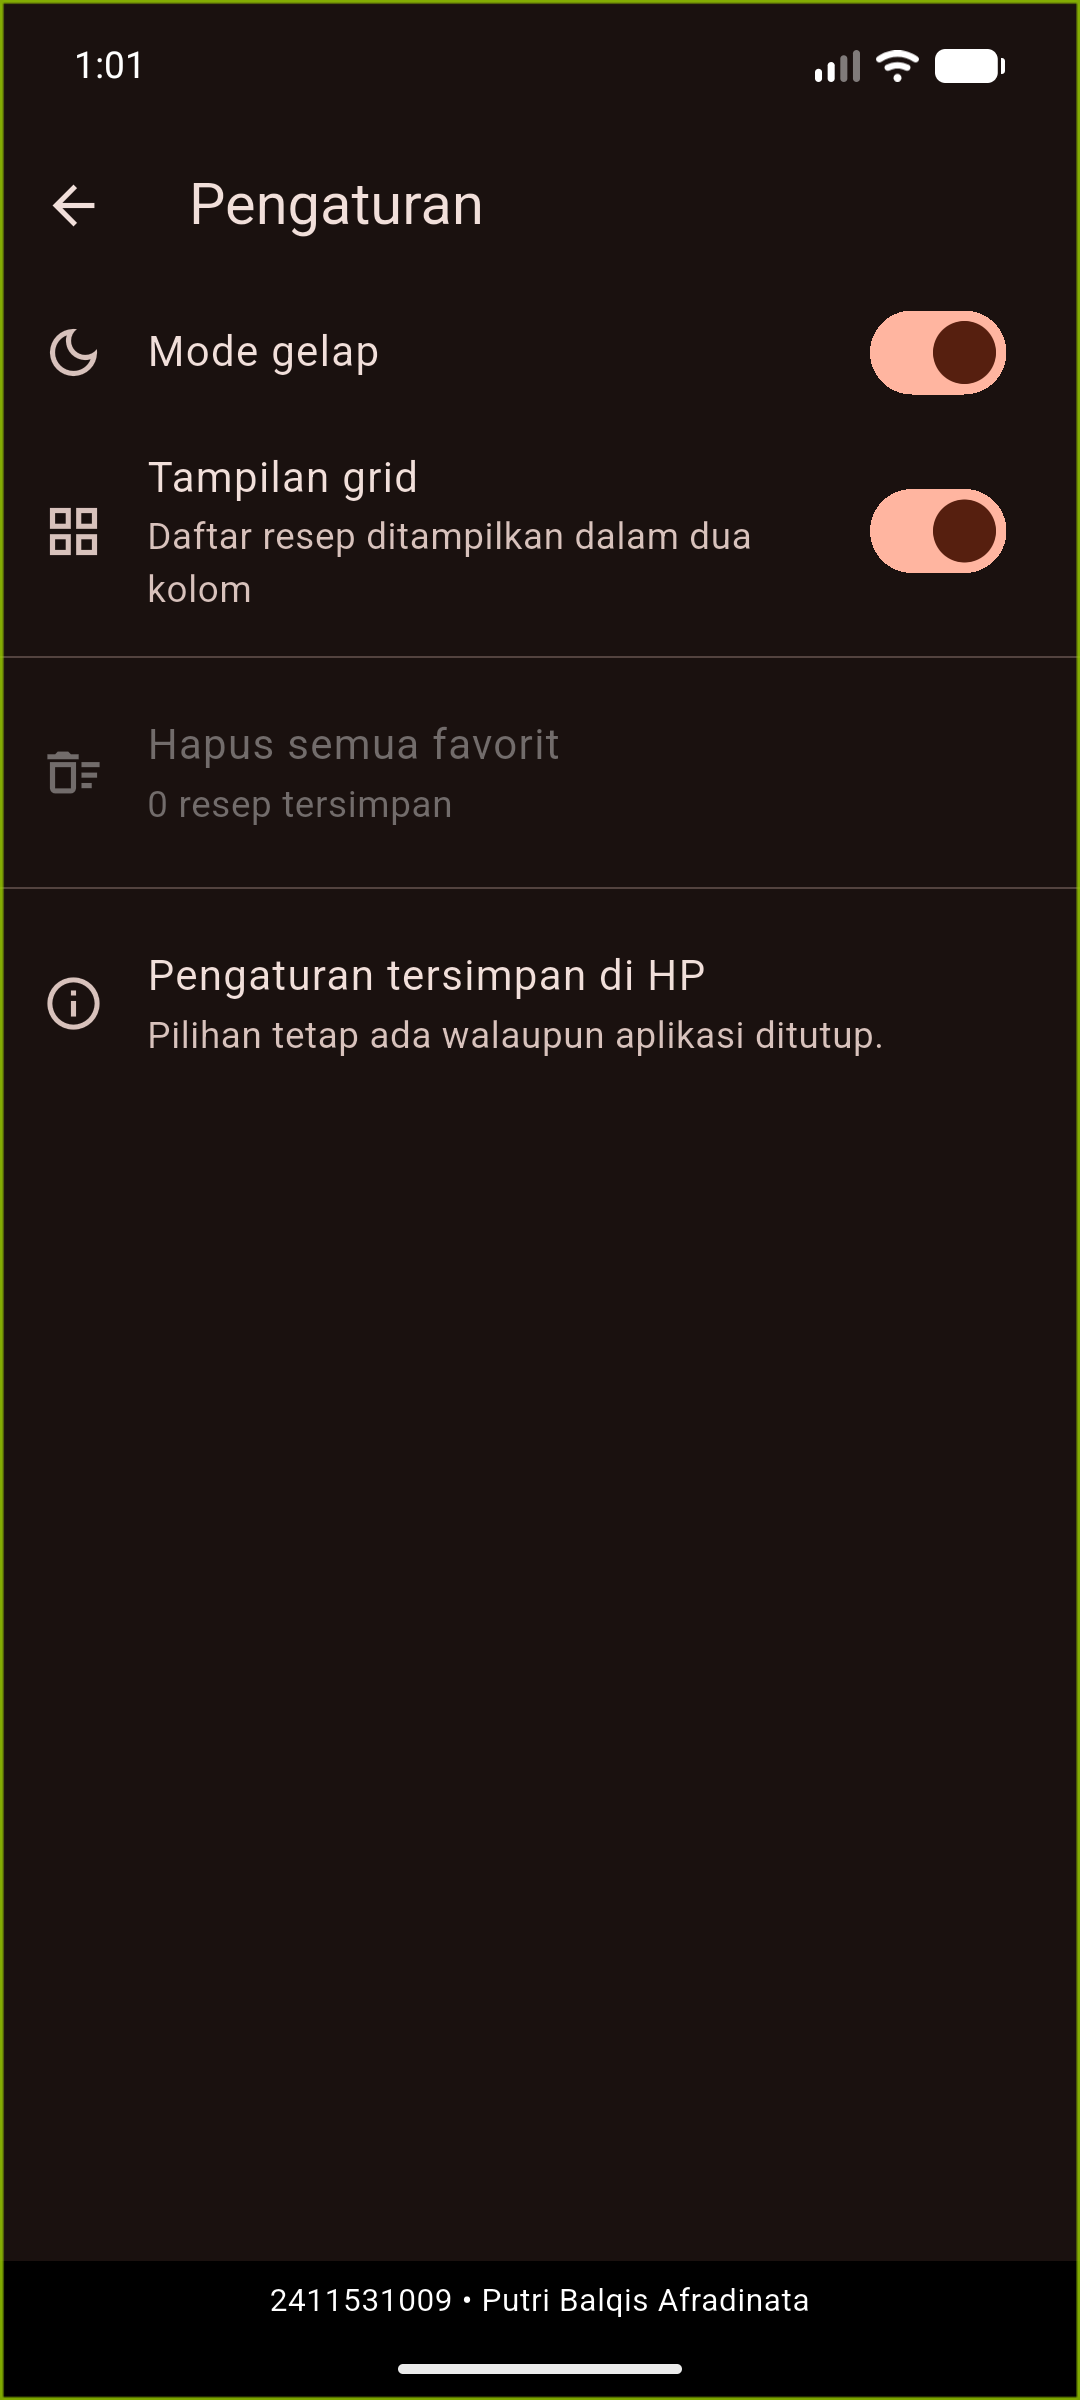 1:01
Pengaturan
Mode gelap
Tampilan grid
Daftar resep ditampilkan dalam dua
kolom
Hapus semua favorit
0 resep tersimpan
Pengaturan tersimpan di HP
Pilihan tetap ada walaupun aplikasi ditutup.
2411531009 • Putri Balqis Afradinata